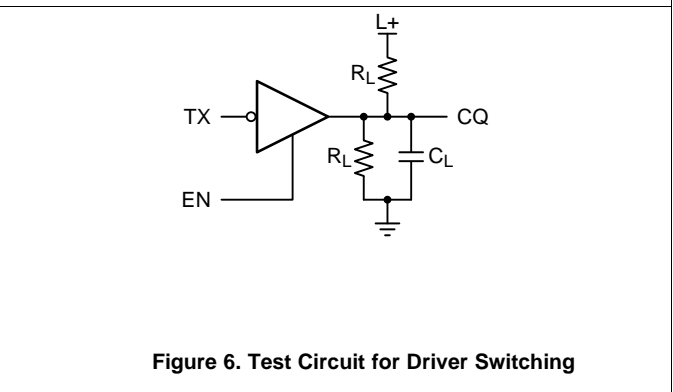 L+
RL
TX
CQ
RL
CL
EN
Figure 6. Test Circuit for Driver Switching